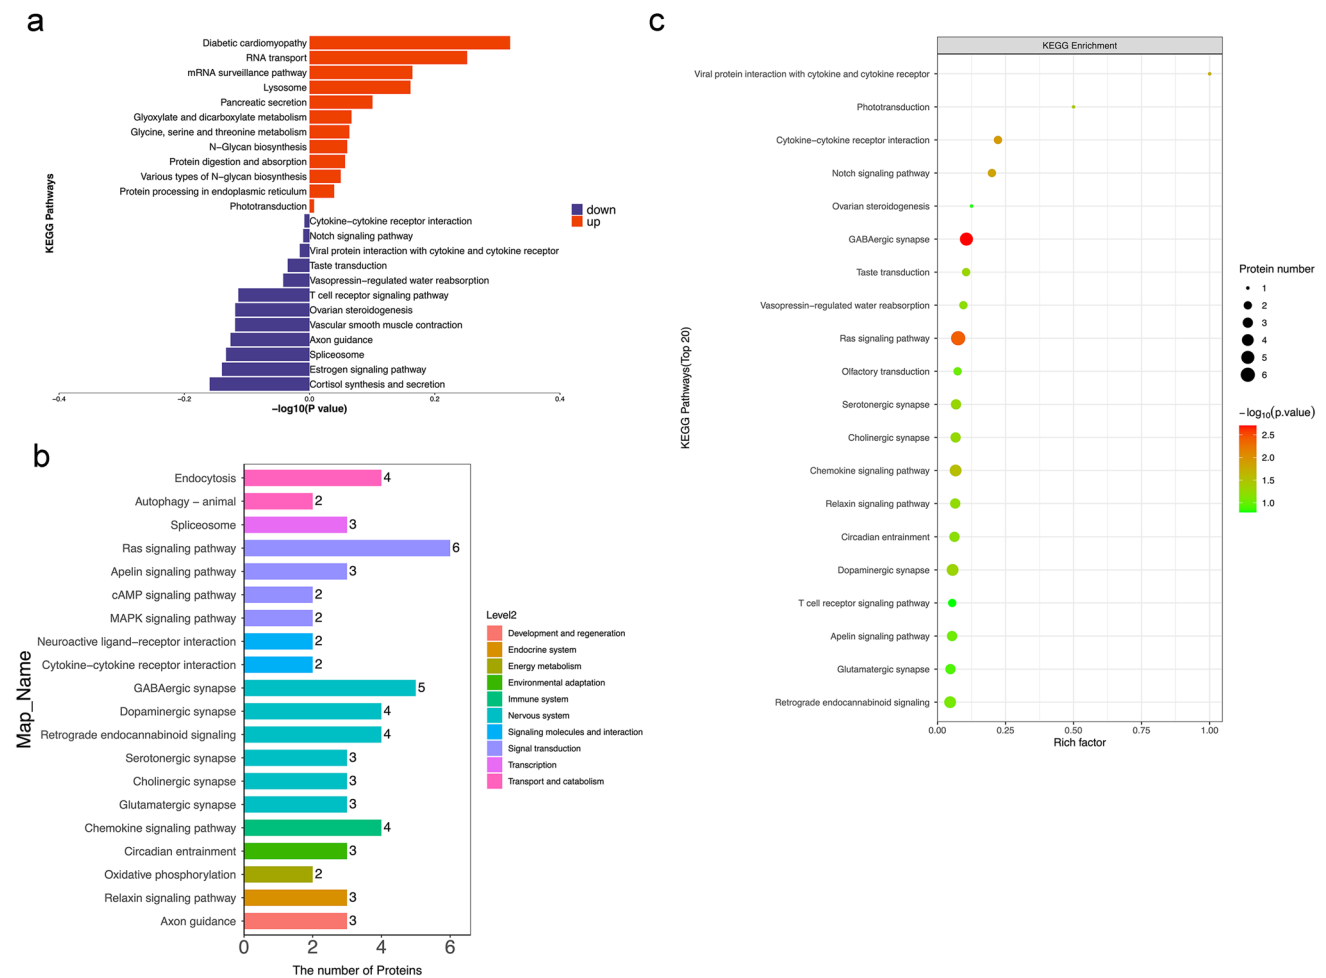 a
KEGG Pathways
Diabetic cardiomyopathy
RNA transport
mRNA surveillance pathway
Lysosome
Pancreatic secretion
Glyoxylate and dicarboxylate metabolism
Glycine, serine and threonine metabolism
N−Glycan biosynthesis
Protein digestion and absorption
Various types of N−glycan biosynthesis
Protein processing in endoplasmic reticulum
Phototransduction
Cytokine−cytokine receptor interaction
Notch signaling pathway
Viral protein interaction with cytokine and cytokine receptor
Taste transduction
Vasopressin−regulated water reabsorption
T cell receptor signaling pathway
Ovarian steroidogenesis
Vascular smooth muscle contraction
Axon guidance
Spliceosome
Estrogen signaling pathway
Cortisol synthesis and secretion
−0.4 −0.2 0.0 0.2 0.4
−log10(P value)
down
up
b
Map_Name
Endocytosis 4
Autophagy − animal 2
Spliceosome 3
Ras signaling pathway 6
Apelin signaling pathway 3
cAMP signaling pathway 2
MAPK signaling pathway 2
Neuroactive ligand−receptor interaction 2
Cytokine−cytokine receptor interaction 2
GABAergic synapse 5
Dopaminergic synapse 4
Retrograde endocannabinoid signaling 4
Serotonergic synapse 3
Cholinergic synapse 3
Glutamatergic synapse 3
Chemokine signaling pathway 4
Circadian entrainment 3
Oxidative phosphorylation 2
Relaxin signaling pathway 3
Axon guidance 3
0 2 4 6
The number of Proteins
Level2
Development and regeneration
Endocrine system
Energy metabolism
Environmental adaptation
Immune system
Nervous system
Signaling molecules and interaction
Signal transduction
Transcription
Transport and catabolism
c
KEGG Enrichment
KEGG Pathways(Top 20)
Viral protein interaction with cytokine and cytokine receptor
Phototransduction
Cytokine−cytokine receptor interaction
Notch signaling pathway
Ovarian steroidogenesis
GABAergic synapse
Taste transduction
Vasopressin−regulated water reabsorption
Ras signaling pathway
Olfactory transduction
Serotonergic synapse
Cholinergic synapse
Chemokine signaling pathway
Relaxin signaling pathway
Circadian entrainment
Dopaminergic synapse
T cell receptor signaling pathway
Apelin signaling pathway
Glutamatergic synapse
Retrograde endocannabinoid signaling
0.00 0.25 0.50 0.75 1.00
Rich factor
Protein number
1
2
3
4
5
6
−log10(p.value)
2.5
2.0
1.5
1.0